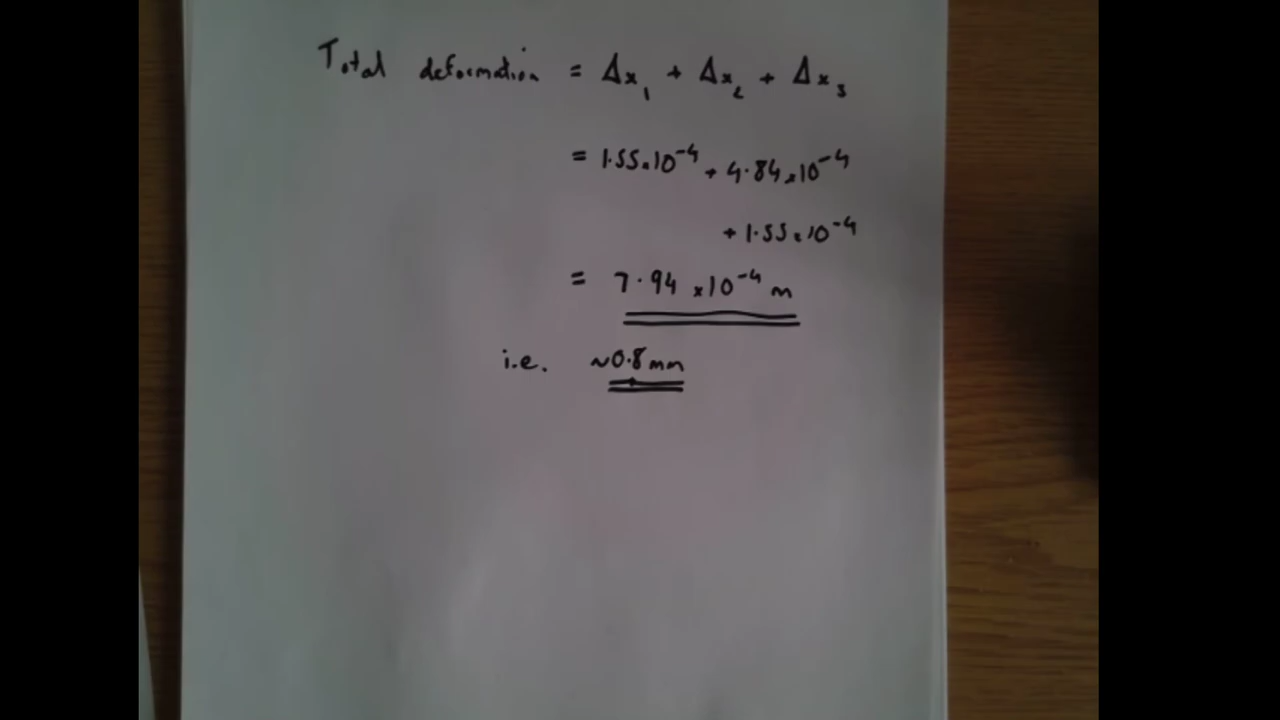 Total deformation = Δx₁ + Δx₂ + Δx₃
= 1.55×10⁻⁴ + 4.84×10⁻⁴
+ 1.55×10⁻⁴
= 7.94 ×10⁻⁴ m
i.e. ~0.8mm